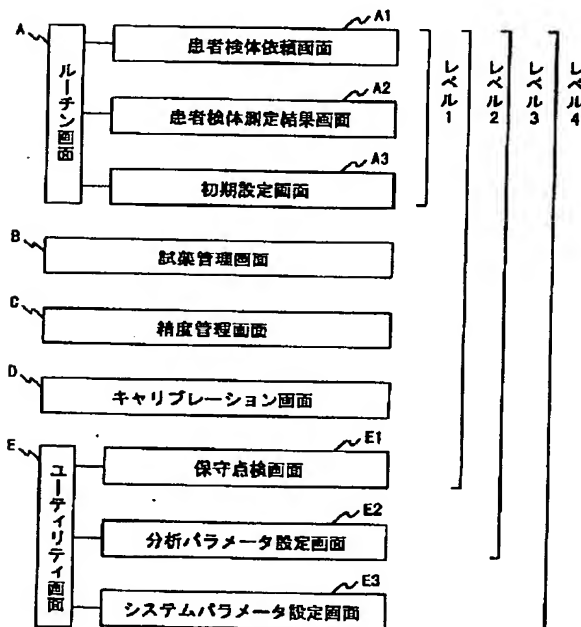 A
ルーチン画面
A1
患者検体依頼画面
A2
患者検体測定結果画面
A3
初期設定画面
B
試薬管理画面
C
精度管理画面
D
キャリブレーション画面
E
ユーティリティ画面
E1
保守点検画面
E2
分析パラメータ設定画面
E3
システムパラメータ設定画面
レベル1
レベル2
レベル3
レベル4